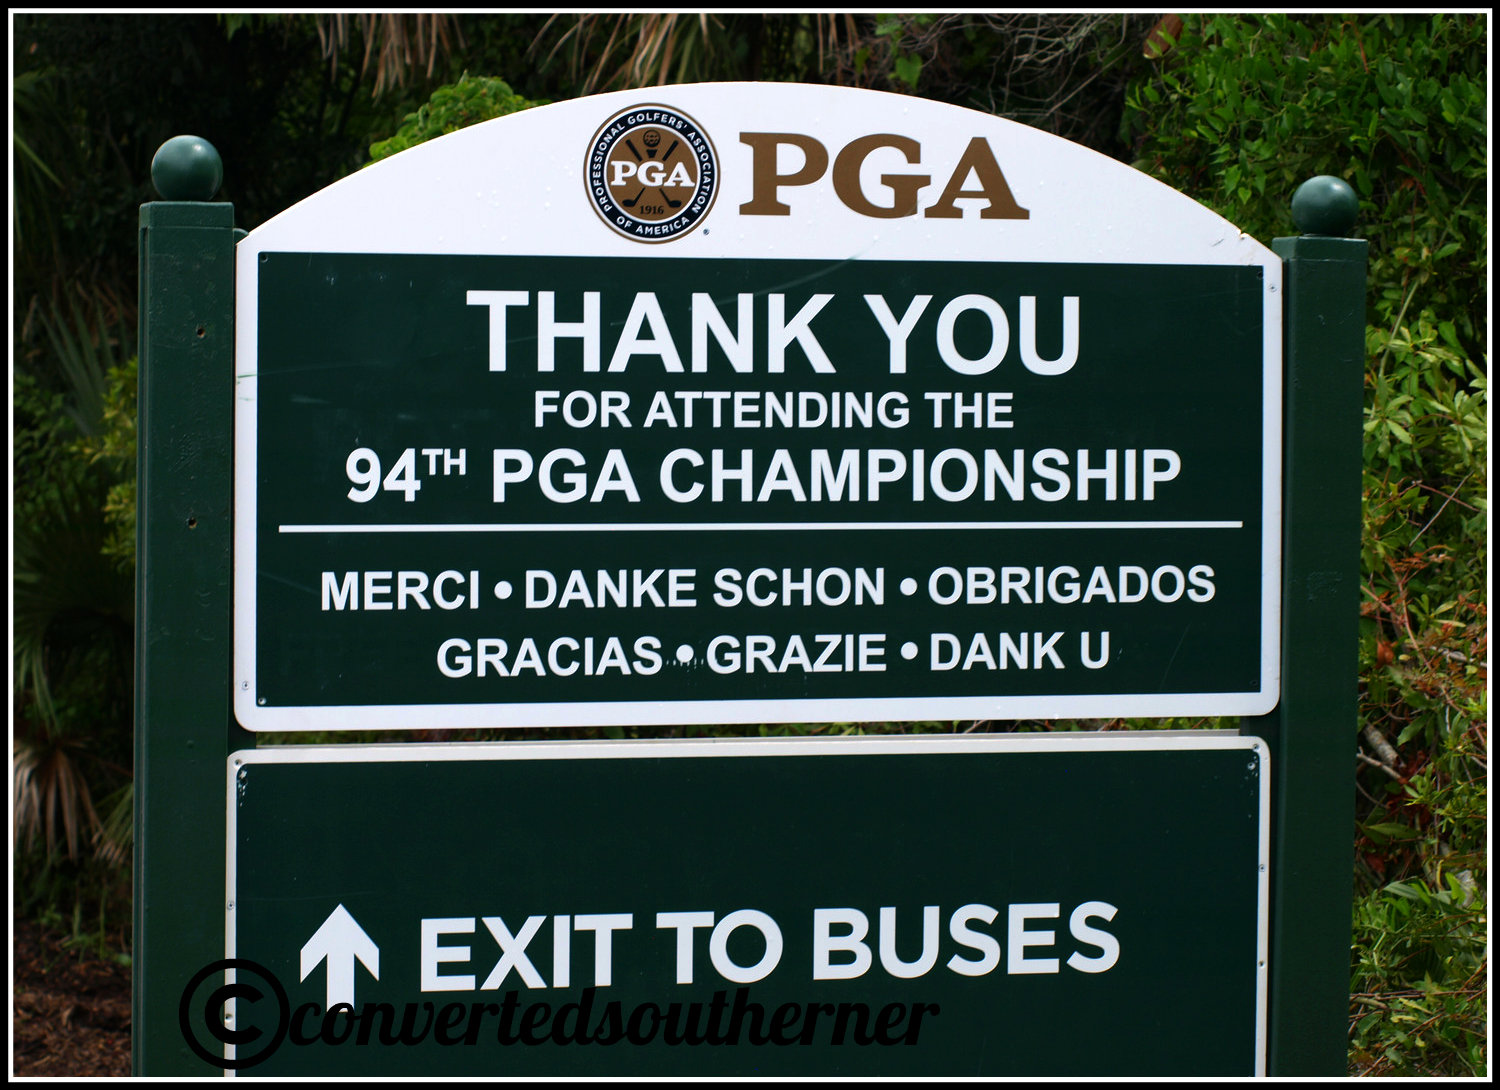 PROFESSIONAL GOLFERS' ASSOCIATION OF AMERICA
PGA
1916
®
PGA
THANK YOU
FOR ATTENDING THE
94TH PGA CHAMPIONSHIP
MERCI • DANKE SCHON • OBRIGADOS
GRACIAS • GRAZIE • DANK U
EXIT TO BUSES
©convertedsoutherner